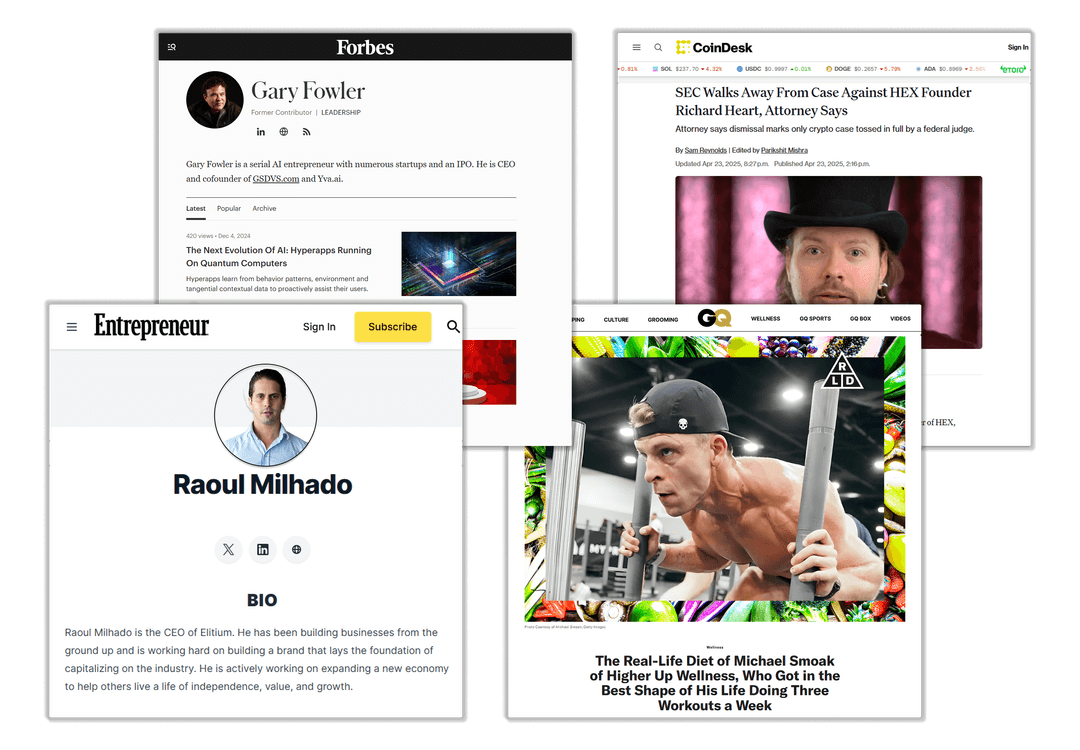 Forbes
Gary Fowler
Former Contributor | LEADERSHIP
Gary Fowler is a serial AI entrepreneur with numerous startups and an IPO. He is CEO
and cofounder of GSDVS.com and Yva.ai.
Latest Popular Archive
420 views • Dec 4, 2024
The Next Evolution Of AI: Hyperapps Running
On Quantum Computers
Hyperapps learn from behavior patterns, environment and
tangential contextual data to proactively assist their users.
CoinDesk
Sign In
0.81% SOL $237.70 4.32% USDC $0.9997 0.01% DOGE $0.2857 5.79% ADA $0.8969 2.56% eToro
SEC Walks Away From Case Against HEX Founder
Richard Heart, Attorney Says
Attorney says dismissal marks only crypto case tossed in full by a federal judge.
By Sam Reynolds | Edited by Parikshit Mishra
Updated Apr 23, 2025, 8:27 p.m. Published Apr 23, 2025, 2:16 p.m.
r of HEX,
Entrepreneur
Sign In
Subscribe
Raoul Milhado
BIO
Raoul Milhado is the CEO of Elitium. He has been building businesses from the
ground up and is working hard on building a brand that lays the foundation of
capitalizing on the industry. He is actively working on expanding a new economy
to help others live a life of independence, value, and growth.
PING CULTURE GROOMING GQ WELLNESS GQ SPORTS GQ BOX VIDEOS
R
L D
Wellness
The Real-Life Diet of Michael Smoak
of Higher Up Wellness, Who Got in the
Best Shape of His Life Doing Three
Workouts a Week